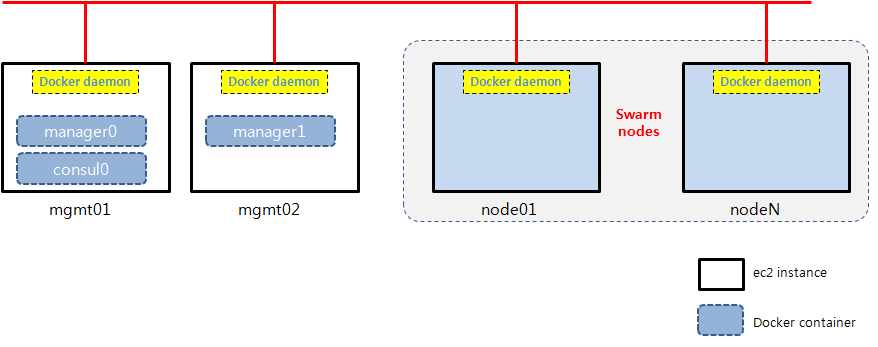 Docker daemon
Docker daemon
Docker daemon
Docker daemon
manager0
manager1
Swarm
nodes
consul0
mgmt01
mgmt02
node01
nodeN
ec2 instance
Docker container